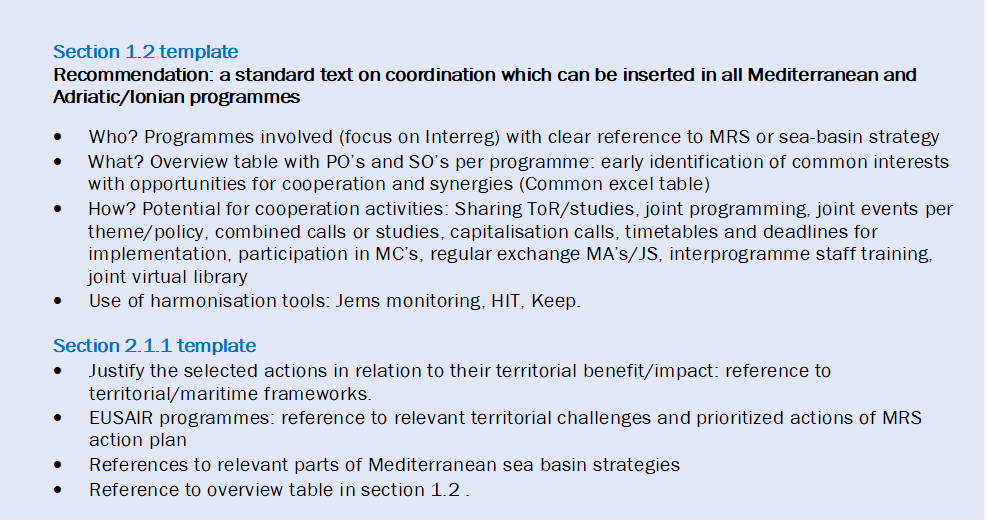 Section 1.2 template
Recommendation: a standard text on coordination which can be inserted in all Mediterranean and
Adriatic/Ionian programmes
• Who? Programmes involved (focus on Interreg) with clear reference to MRS or sea-basin strategy
• What? Overview table with PO’s and SO’s per programme: early identification of common interests
with opportunities for cooperation and synergies (Common excel table)
• How? Potential for cooperation activities: Sharing ToR/studies, joint programming, joint events per
theme/policy, combined calls or studies, capitalisation calls, timetables and deadlines for
implementation, participation in MC’s, regular exchange MA’s/JS, interprogramme staff training,
joint virtual library
• Use of harmonisation tools: Jems monitoring, HIT, Keep.
Section 2.1.1 template
• Justify the selected actions in relation to their territorial benefit/impact: reference to
territorial/maritime frameworks.
• EUSAIR programmes: reference to relevant territorial challenges and prioritized actions of MRS
action plan
• References to relevant parts of Mediterranean sea basin strategies
• Reference to overview table in section 1.2 .